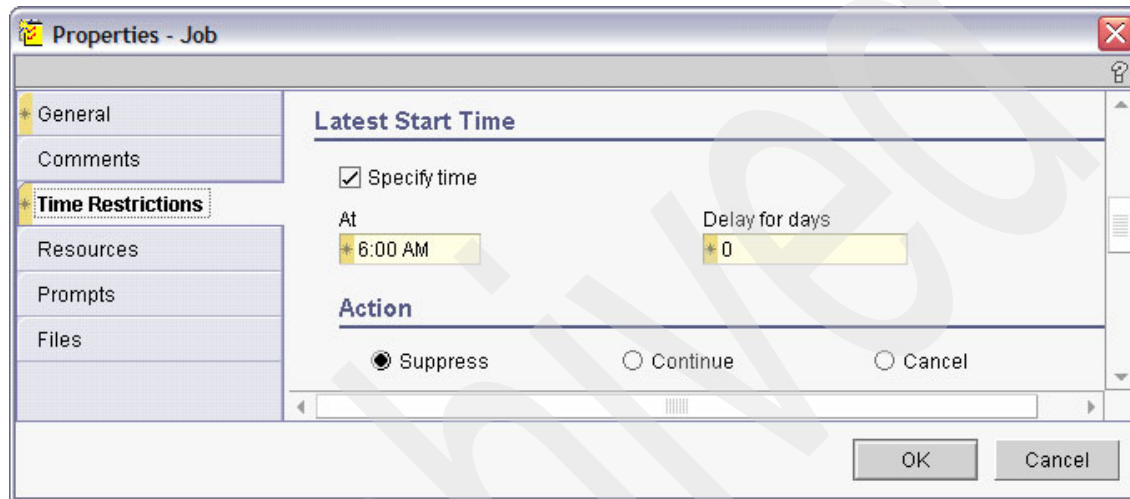 Properties - Job
General
Comments
Time Restrictions
Resources
Prompts
Files
Latest Start Time
Specify time
At
Delay for days
6:00 AM
0
Action
Suppress
Continue
Cancel
OK
Cancel